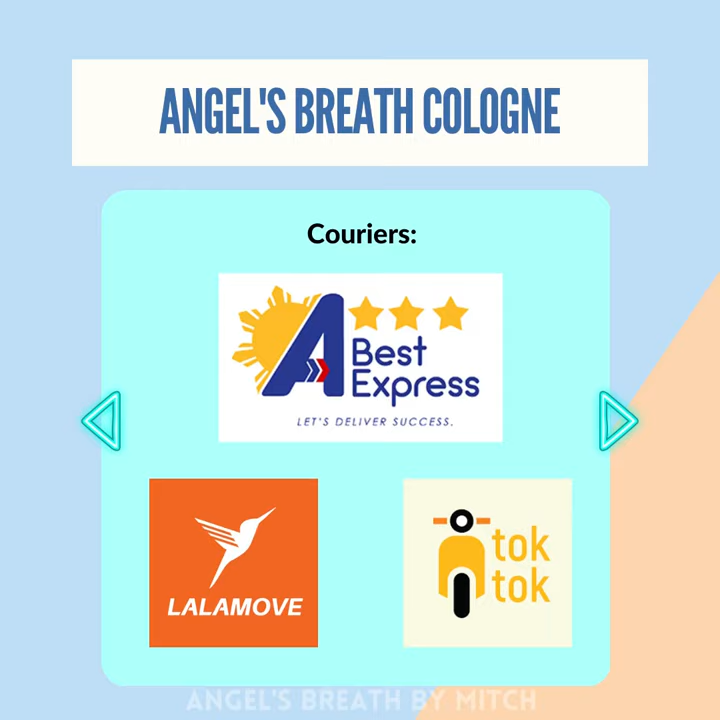 ANGEL'S BREATH COLOGNE
Couriers:
A Best
Express
LET'S DELIVER SUCCESS.
LALAMOVE
tok
tok
ANGEL'S BREATH BY MITCH